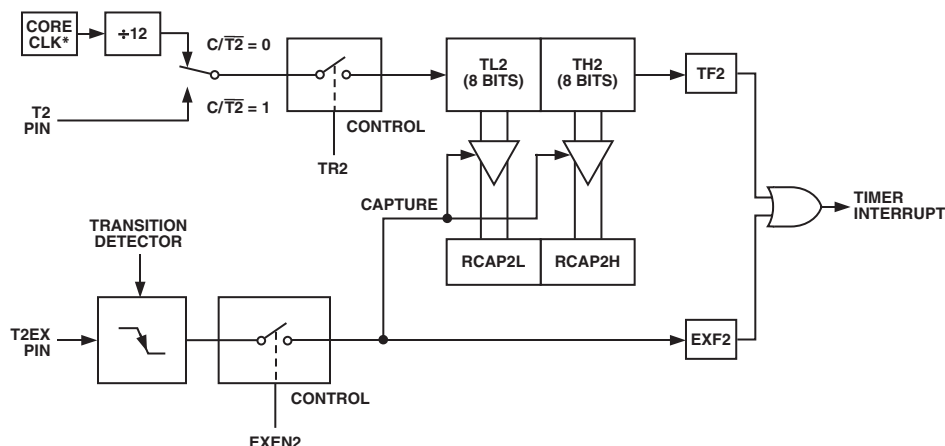 CORE
CLK*
÷12
C/T2̅ = 0
C/T2̅ = 1
T2
PIN
CONTROL
TR2
TL2
(8 BITS)
TH2
(8 BITS)
TF2
CAPTURE
TIMER
INTERRUPT
TRANSITION
DETECTOR
RCAP2L
RCAP2H
T2EX
PIN
EXF2
CONTROL
EXEN2